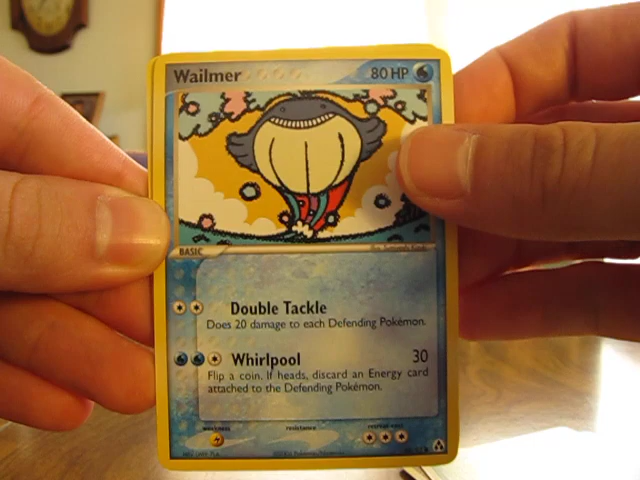 Wailmer 80 HP
BASIC
Double Tackle
Does 20 damage to each Defending Pokémon.
Whirlpool 30
Flip a coin. If heads, discard an Energy card
attached to the Defending Pokémon.
weakness resistance retreat cost